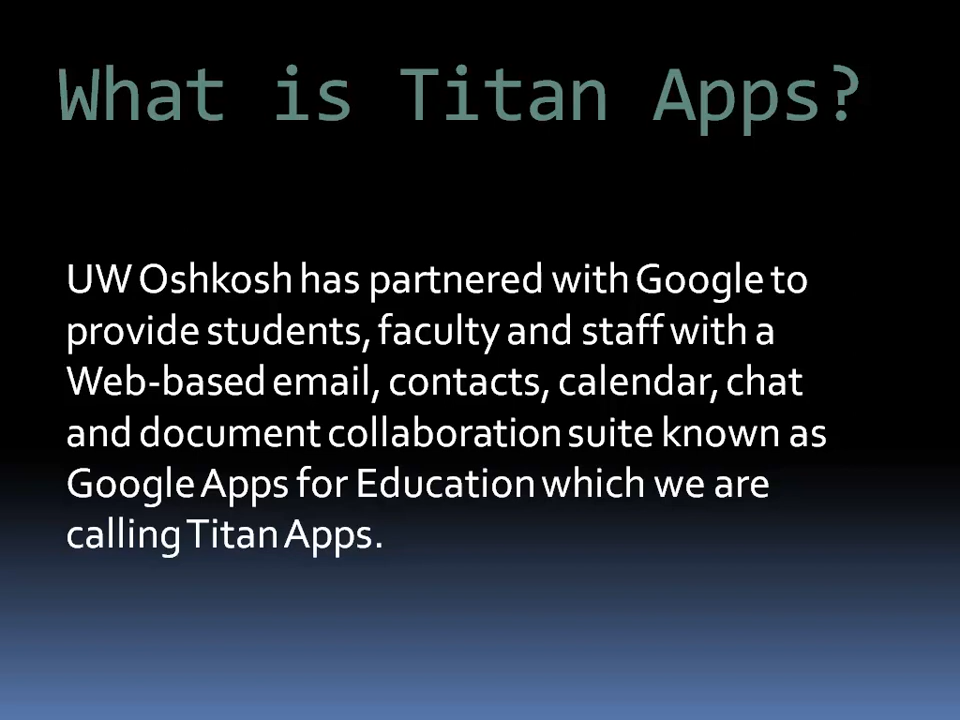 What is Titan Apps?
UW Oshkosh has partnered with Google to
provide students, faculty and staff with a
Web-based email, contacts, calendar, chat
and document collaboration suite known as
Google Apps for Education which we are
calling Titan Apps.